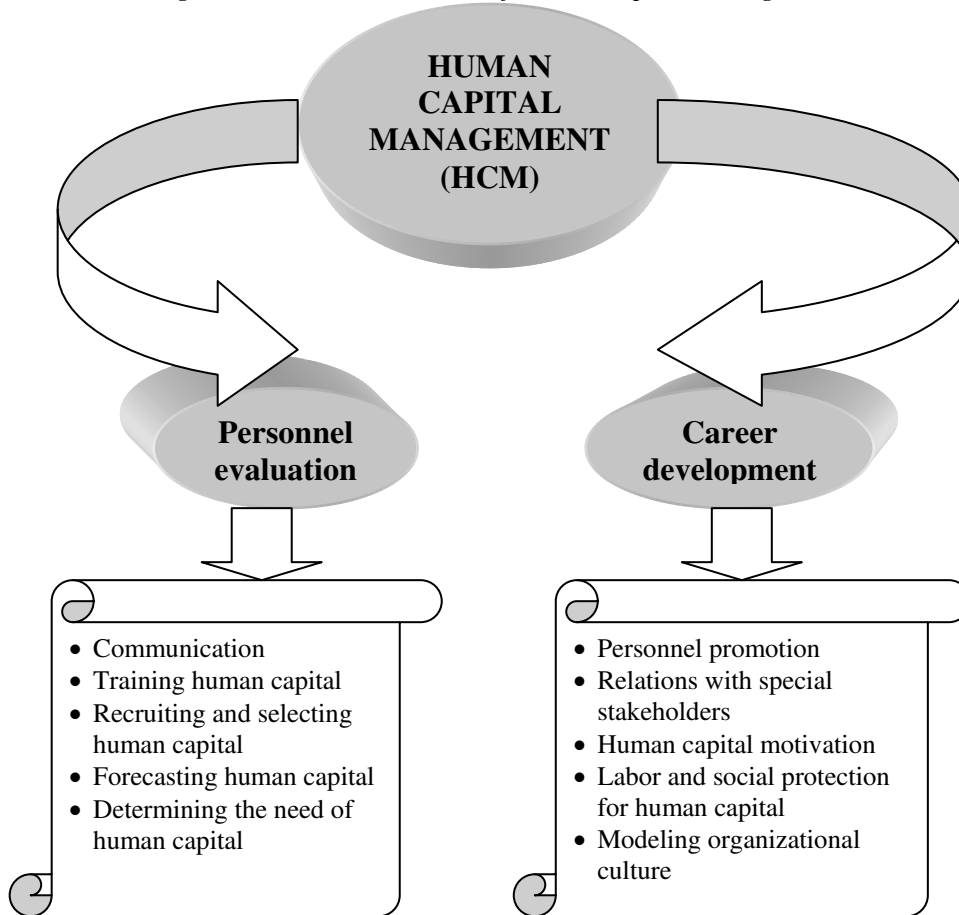 HUMAN
CAPITAL
MANAGEMENT
(HCM)
Personnel
evaluation
Career
development
• Communication
• Training human capital
• Recruiting and selecting
human capital
• Forecasting human capital
• Determining the need of
human capital
• Personnel promotion
• Relations with special
stakeholders
• Human capital motivation
• Labor and social protection
for human capital
• Modeling organizational
culture